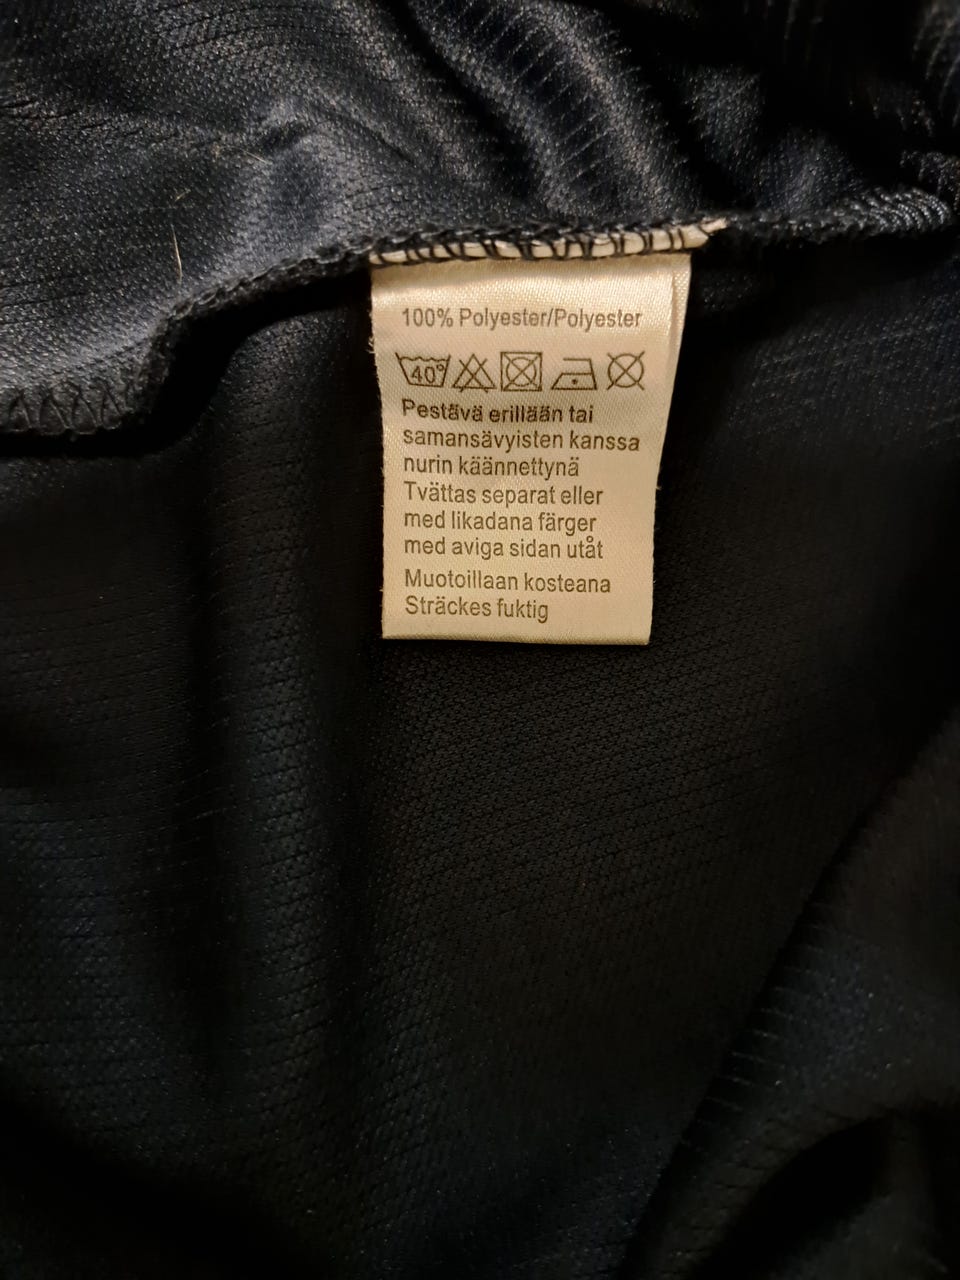 100% Polyester/Polyester
40°
Pestävä erillään tai
samansävyisten kanssa
nurin käännettynä
Tvättas separat eller
med likadana färger
med aviga sidan utåt
Muotoillaan kosteana
Sträckes fuktig